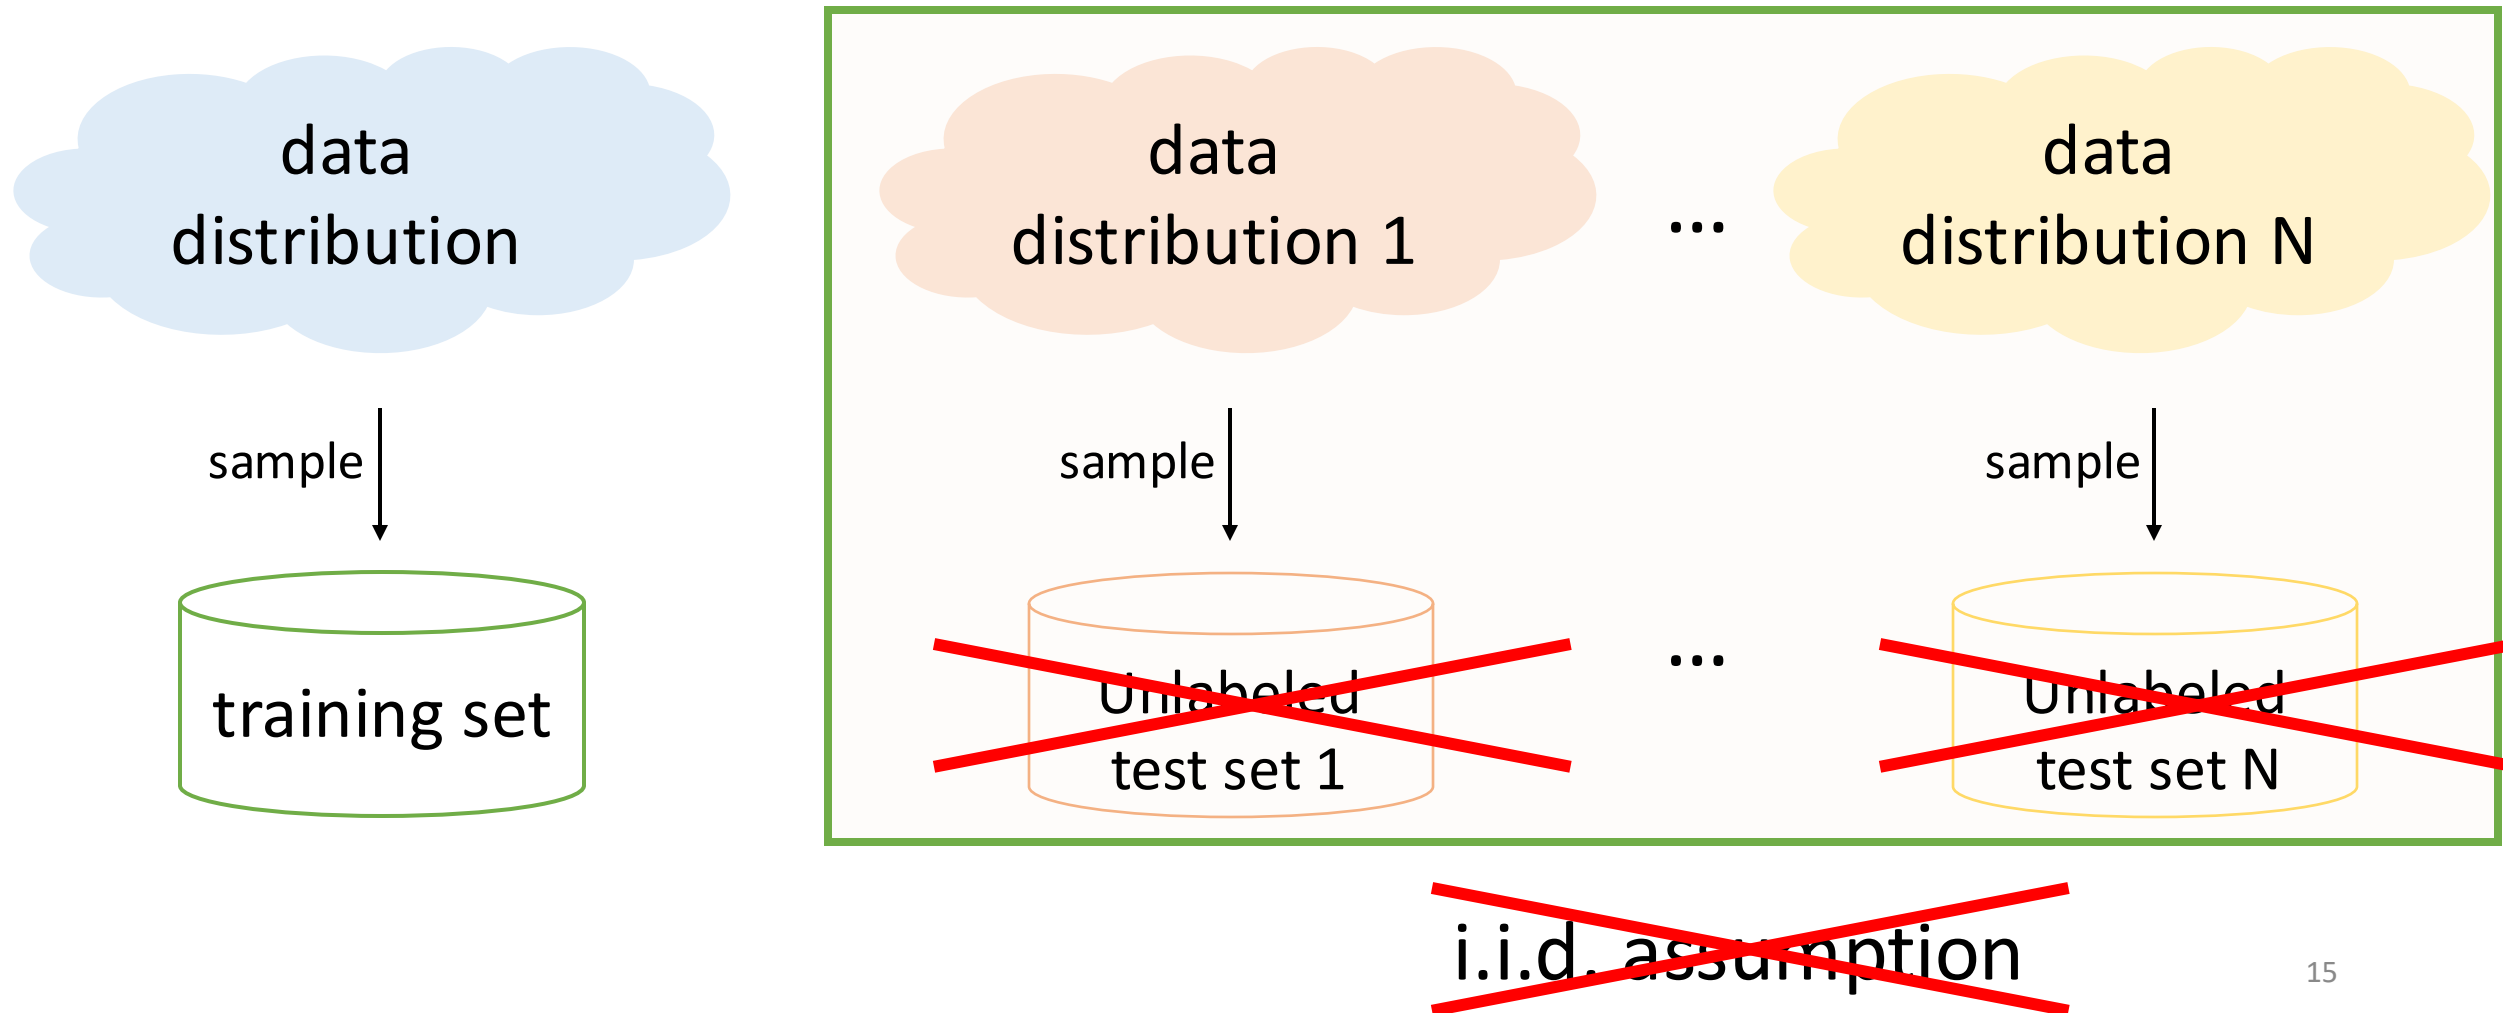 data
distribution
data
distribution 1
...
data
distribution N
sample
sample
sample
training set
Unlabeled
test set 1
...
Unlabeled
test set N
i.i.d. assumption
15